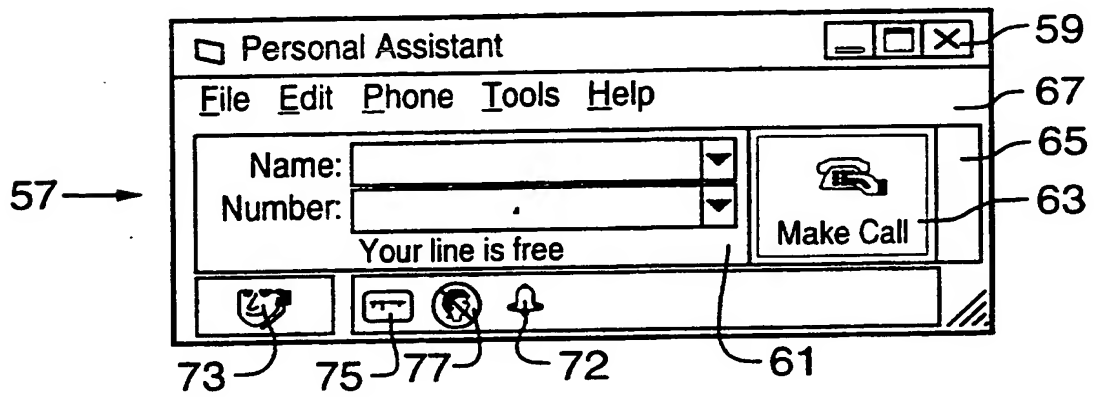 Personal Assistant 59
File Edit Phone Tools Help 67
65
Name:
57
Number:
63
Make Call
Your line is free
73 75 77 72 61